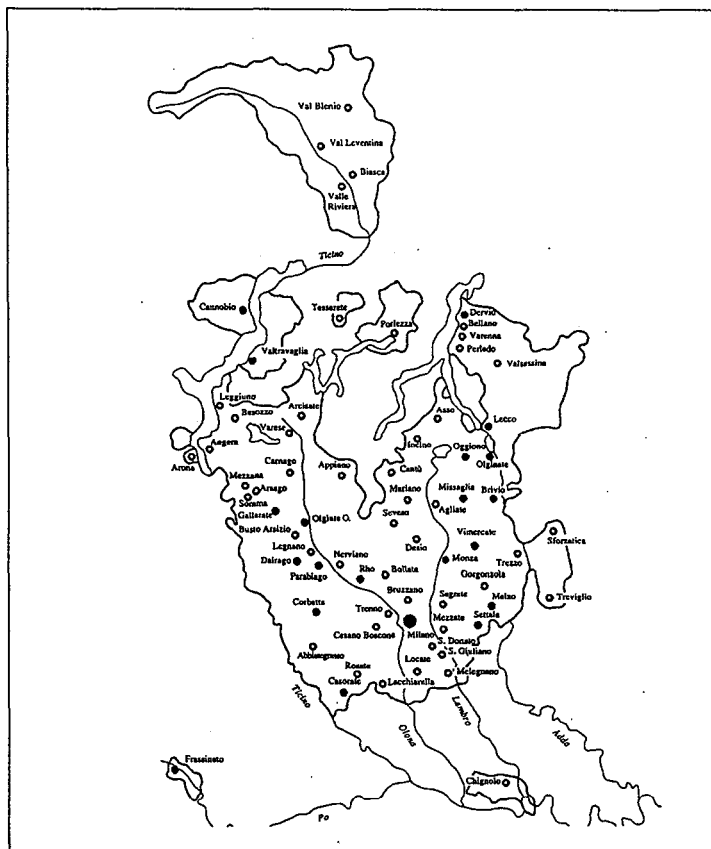 Val Blenio
Val Leventina
Biasca
Valle
Riviera
Ticino
Cannobio
Tesserete
Porlezza
Dervio
Bellano
Varenna
Perledo
Valtravaglia
Valsassina
Leggiuno
Besozzo
Arcisate
Asso
Lecco
Varese
Incino
Angera
Oggiono
Arona
Olginate
Carnago
Appiano
Cantù
Mezzana
Arsago
Mariano
Missaglia
Brivio
Somma
Agliate
Gallarate
Olgiate O.
Seveso
Busto Arsizio
Desio
Vimercate
Sforzatica
Legnano
Nerviano
Monza
Trezzo
Dairago
Parabiago
Rho
Bollate
Gorgonzola
Bruzzano
Segrate
Melzo
Treviglio
Corbetta
Trenno
Mezzate
Settala
Cesano Boscone
Milano
S. Donato
S. Giuliano
Abbiategrasso
Locate
Rosate
Melegnano
Casorate
Lacchiarella
Ticino
Olona
Lambro
Adda
Frassineto
Chignolo
Po